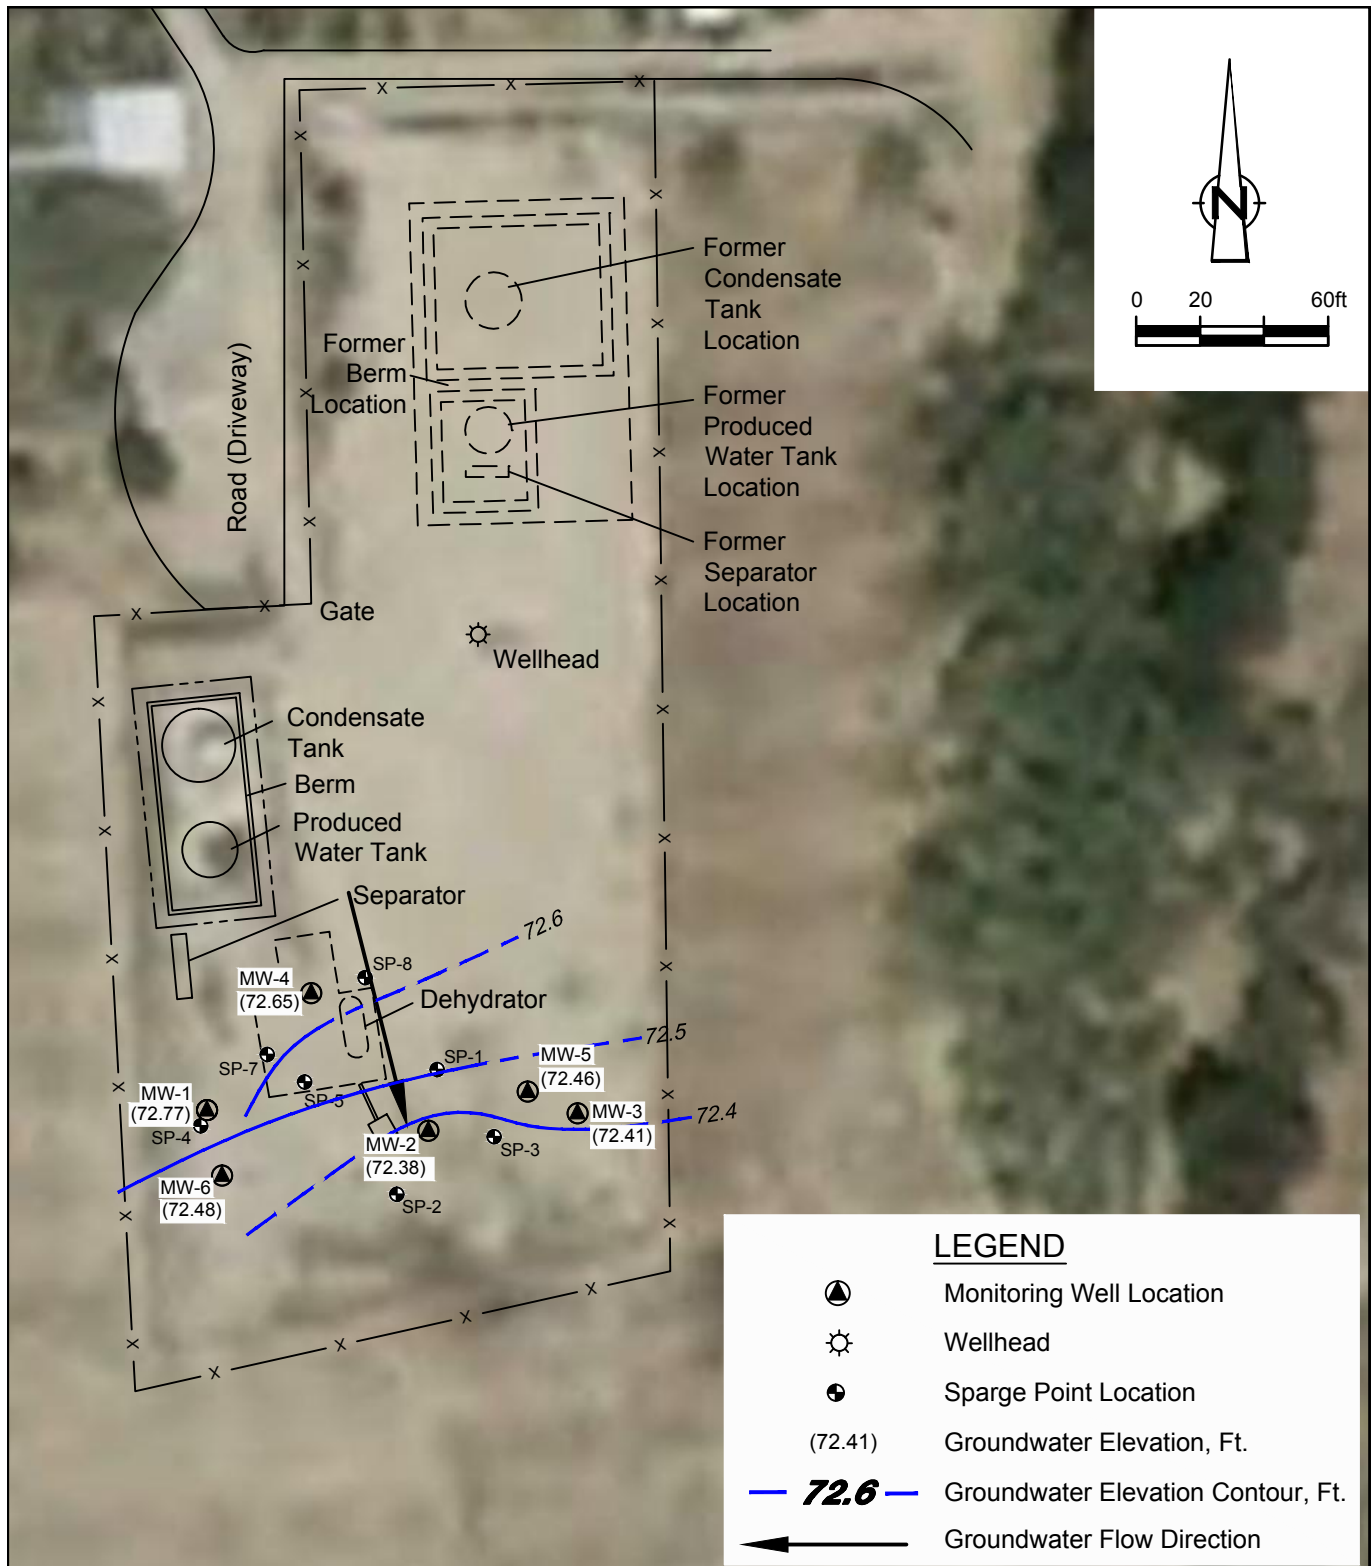 N
0 20 60ft
Former
Condensate
Tank
Location
Former
Berm
Location
Former
Produced
Water Tank
Location
Road (Driveway)
Former
Separator
Location
Gate
Wellhead
Condensate
Tank
Berm
Produced
Water Tank
Separator
72.6
SP-8
MW-4
(72.65)
Dehydrator
72.5
SP-7
SP-1
MW-5
(72.46)
SP-5
MW-1
(72.77)
SP-4
MW-3
(72.41)
72.4
MW-2
(72.38)
SP-3
MW-6
(72.48)
SP-2
LEGEND
Monitoring Well Location
Wellhead
Sparge Point Location
(72.41) Groundwater Elevation, Ft.
72.6 Groundwater Elevation Contour, Ft.
Groundwater Flow Direction